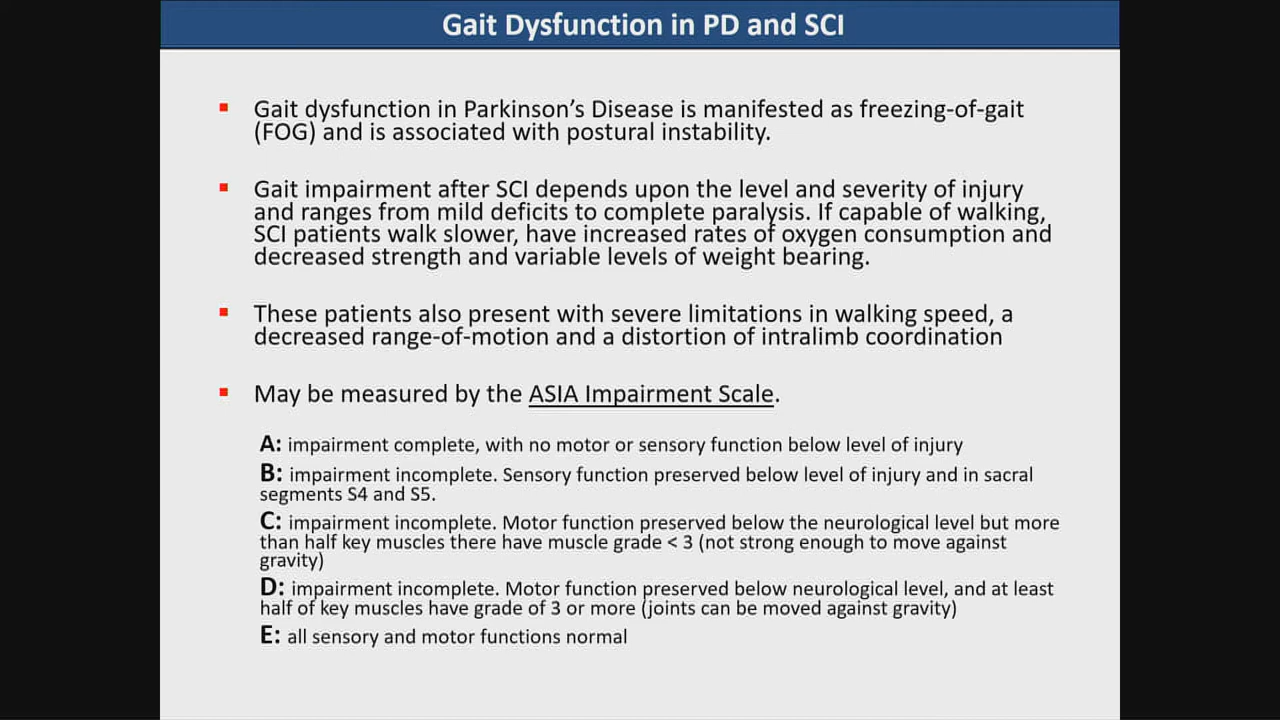 Gait Dysfunction in PD and SCI
Gait dysfunction in Parkinson's Disease is manifested as freezing-of-gait
(FOG) and is associated with postural instability.
Gait impairment after SCI depends upon the level and severity of injury
and ranges from mild deficits to complete paralysis. If capable of walking,
SCI patients walk slower, have increased rates of oxygen consumption and
decreased strength and variable levels of weight bearing.
These patients also present with severe limitations in walking speed, a
decreased range-of-motion and a distortion of intralimb coordination
May be measured by the ASIA Impairment Scale.
A: impairment complete, with no motor or sensory function below level of injury
B: impairment incomplete. Sensory function preserved below level of injury and in sacral
segments S4 and S5.
C: impairment incomplete. Motor function preserved below the neurological level but more
than half key muscles there have muscle grade < 3 (not strong enough to move against
gravity)
D: impairment incomplete. Motor function preserved below neurological level, and at least
half of key muscles have grade of 3 or more (joints can be moved against gravity)
E: all sensory and motor functions normal